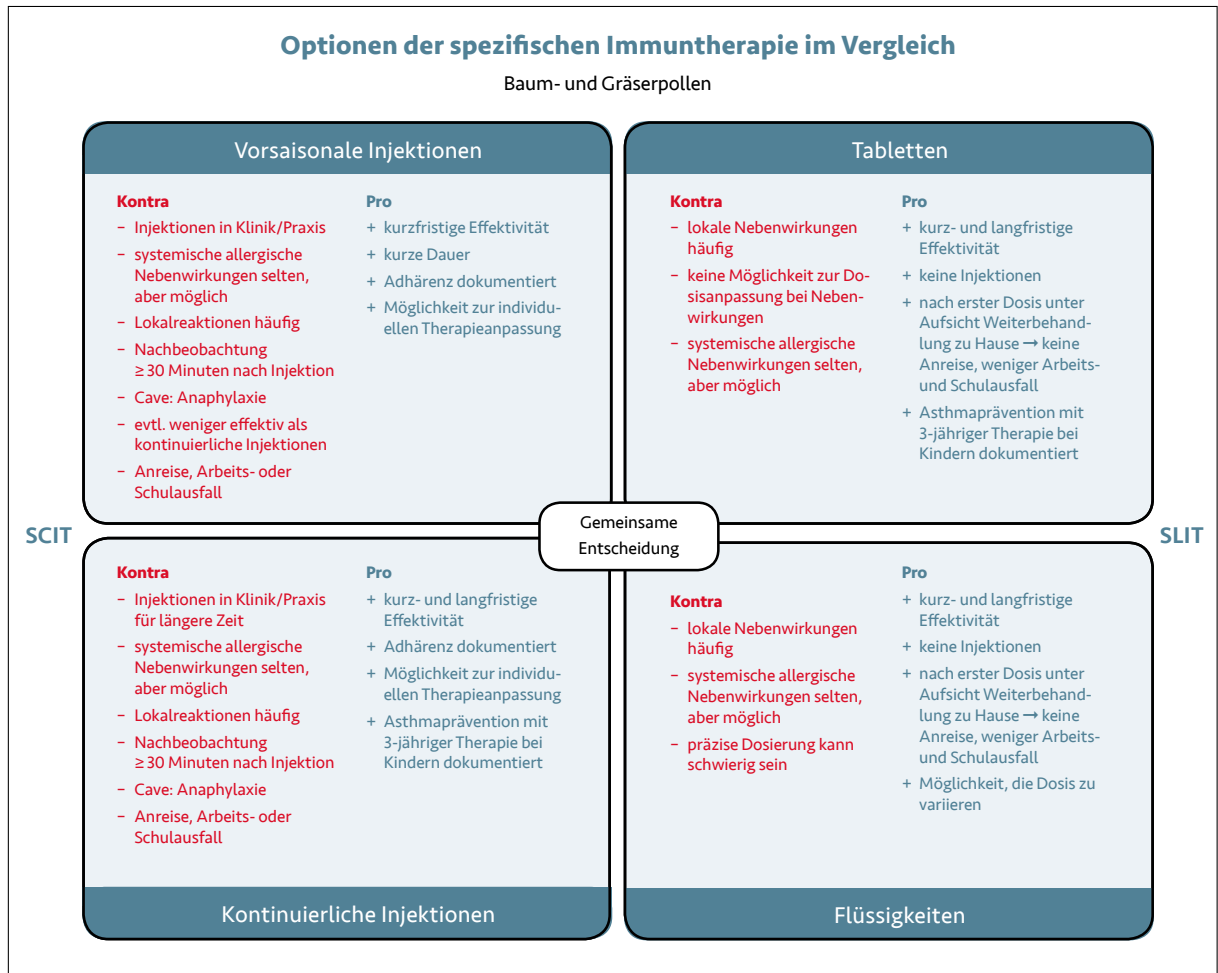 Optionen der spezifischen Immuntherapie im Vergleich
Baum- und Gräserpollen
Vorsaisonale Injektionen
Kontra
– Injektionen in Klinik/Praxis
– systemische allergische
Nebenwirkungen selten,
aber möglich
– Lokalreaktionen häufig
– Nachbeobachtung
≥ 30 Minuten nach Injektion
– Cave: Anaphylaxie
– evtl. weniger effektiv als
kontinuierliche Injektionen
– Anreise, Arbeits- oder
Schulausfall
Pro
+ kurzfristige Effektivität
+ kurze Dauer
+ Adhärenz dokumentiert
+ Möglichkeit zur individu-
ellen Therapieanpassung
Tabletten
Kontra
– lokale Nebenwirkungen
häufig
– keine Möglichkeit zur Do-
sisanpassung bei Neben-
wirkungen
– systemische allergische
Nebenwirkungen selten,
aber möglich
Pro
+ kurz- und langfristige
Effektivität
+ keine Injektionen
+ nach erster Dosis unter
Aufsicht Weiterbehand-
lung zu Hause → keine
Anreise, weniger Arbeits-
und Schulausfall
+ Asthmaprävention mit
3-jähriger Therapie bei
Kindern dokumentiert
SCIT
Gemeinsame
Entscheidung
SLIT
Kontra
– Injektionen in Klinik/Praxis
für längere Zeit
– systemische allergische
Nebenwirkungen selten,
aber möglich
– Lokalreaktionen häufig
– Nachbeobachtung
≥ 30 Minuten nach Injektion
– Cave: Anaphylaxie
– Anreise, Arbeits- oder
Schulausfall
Pro
+ kurz- und langfristige
Effektivität
+ Adhärenz dokumentiert
+ Möglichkeit zur individu-
ellen Therapieanpassung
+ Asthmaprävention mit
3-jähriger Therapie bei
Kindern dokumentiert
Kontinuierliche Injektionen
Kontra
– lokale Nebenwirkungen
häufig
– systemische allergische
Nebenwirkungen selten,
aber möglich
– präzise Dosierung kann
schwierig sein
Pro
+ kurz- und langfristige
Effektivität
+ keine Injektionen
+ nach erster Dosis unter
Aufsicht Weiterbehand-
lung zu Hause → keine
Anreise, weniger Arbeits-
und Schulausfall
+ Möglichkeit, die Dosis zu
variieren
Flüssigkeiten